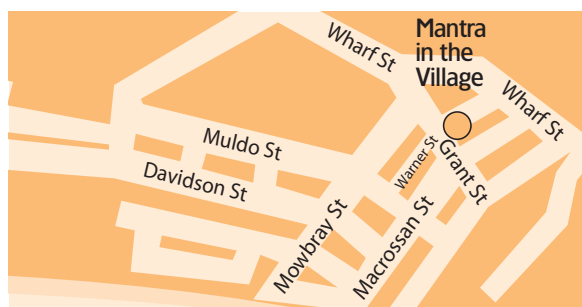 Wharf St
Mantra
in the
Village
Wharf St
Muldo St
Warner St
Grant St
Davidson St
Mowbray St
Macrossan St